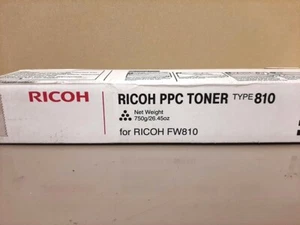 RICOH
RICOH PPC TONER TYPE 810
Net Weight
750g/26.45oz
for RICOH FW810